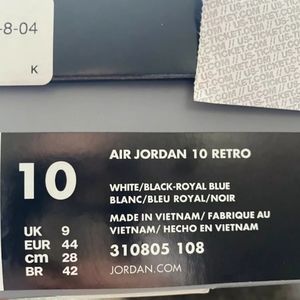 -8-04
K
10
AIR JORDAN 10 RETRO
WHITE/BLACK-ROYAL BLUE
BLANC/BLEU ROYAL/NOIR
MADE IN VIETNAM/ FABRIQUE AU
VIETNAM/ HECHO EN VIETNAM
UK 9
EUR 44
cm 28
BR 42
310805 108
JORDAN.COM